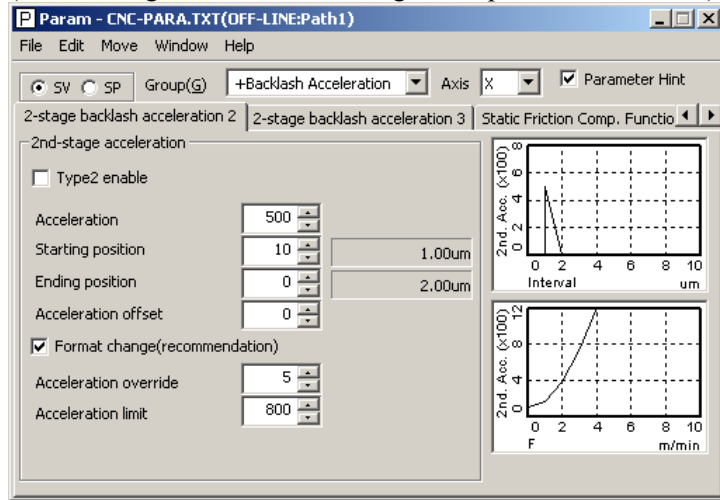 P Param - CNC-PARA.TXT(OFF-LINE:Path1)
File Edit Move Window Help
SV SP Group(G) +Backlash Acceleration Axis X Parameter Hint
2-stage backlash acceleration 2 2-stage backlash acceleration 3 Static Friction Comp. Functio
2nd-stage acceleration
Type2 enable
Acceleration 500
Starting position 10 1.00um
Ending position 0 2.00um
Acceleration offset 0
Format change(recommendation)
Acceleration override 5
Acceleration limit 800
2nd. Acc. (x100)
0 2 4 6 8
0 2 4 6 8 10
Interval um
2nd. Acc. (x100)
0 4 8 12
0 2 4 6 8 10
F m/min